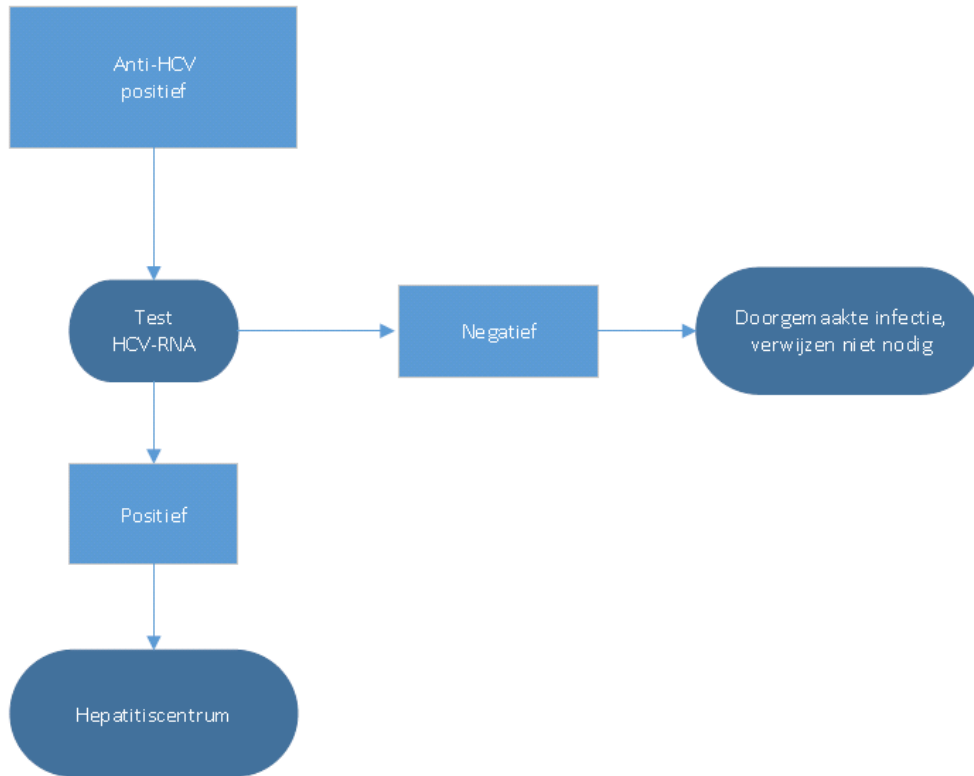 Anti-HCV
positief
Test
HCV-RNA
Negatief
Doorgemaakte infectie,
verwijzen niet nodig
Positief
Hepatitiscentrum